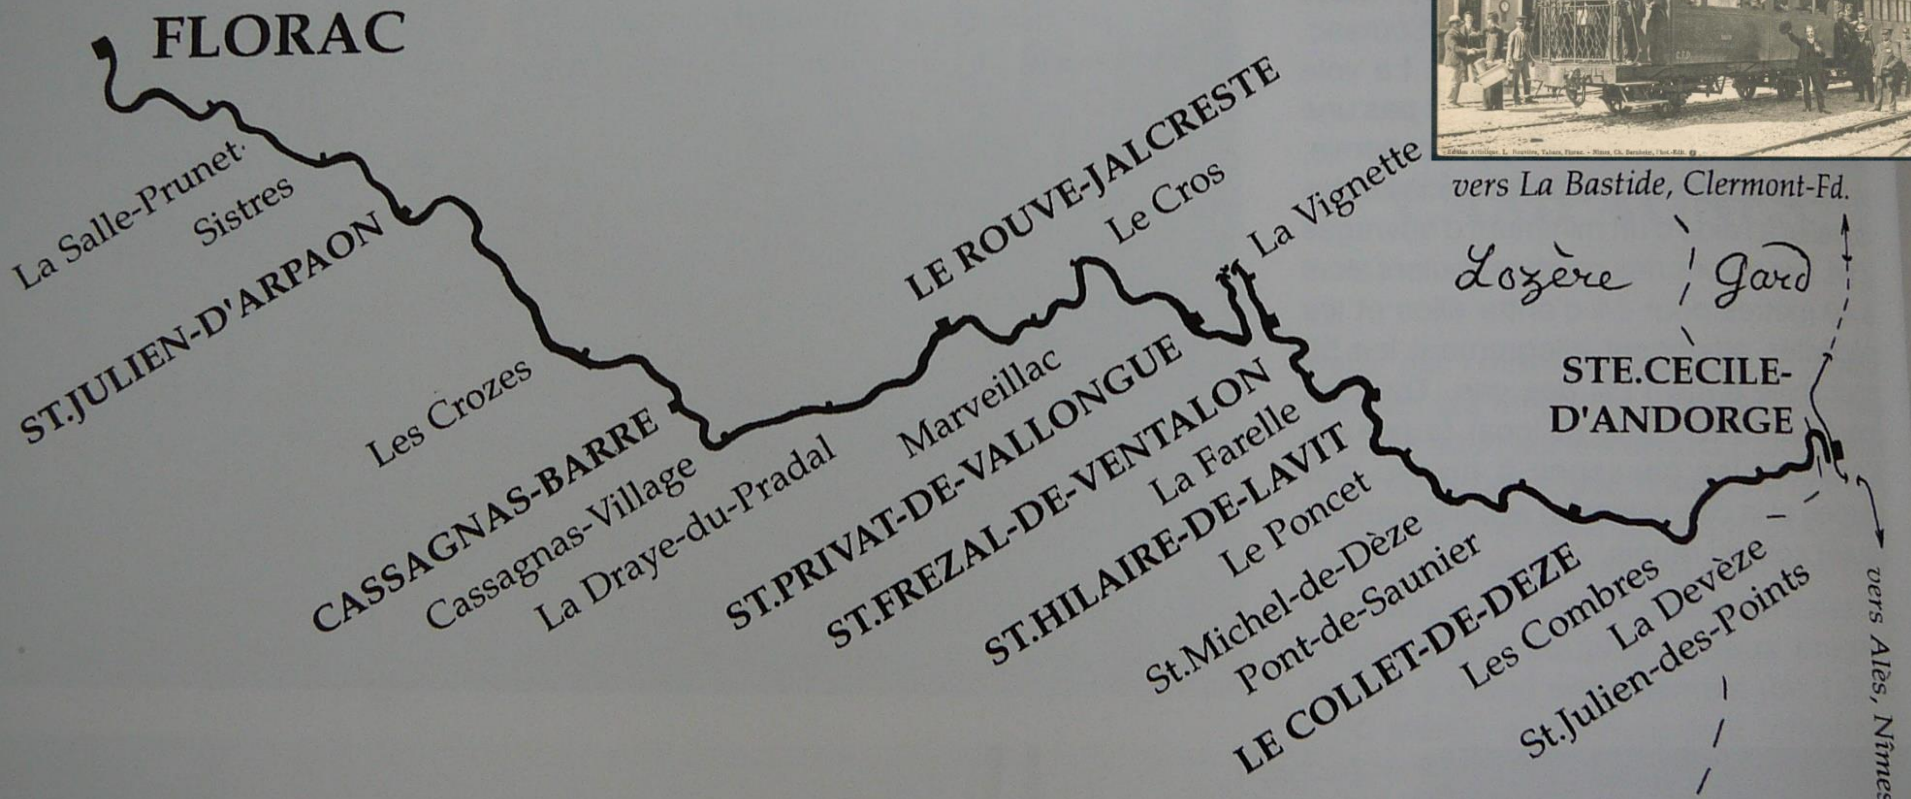 FLORAC
La Salle-Prunet
Sistres
ST.JULIEN-D'ARPAON
Les Crozes
CASSAGNAS-BARRE
Cassagnas-Village
La Draye-du-Pradal
LE ROUVE-JALCRESTE
Marveillac
Le Cros
ST.PRIVAT-DE-VALLONGUE
La Vignette
ST.FREZAL-DE-VENTALON
La Farelle
ST.HILAIRE-DE-LAVIT
Le Poncet
St.Michel-de-Dèze
Pont-de-Saunier
LE COLLET-DE-DEZE
Les Combres
La Devèze
St.Julien-des-Points
STE.CECILE-
D'ANDORGE
Lozère
Gard
vers La Bastide, Clermont-Fd.
vers Alès, Nîmes